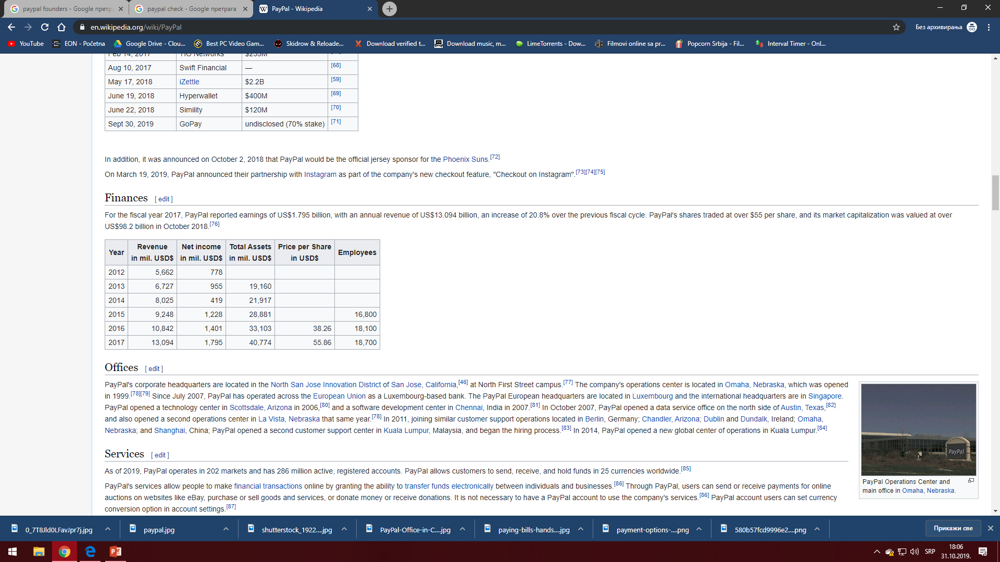 paypal founders - Google претра
paypal check - Google претрага
W PayPal - Wikipedia
en.wikipedia.org/wiki/PayPal
Без архивирања
YouTube
EON - Početna
Google Drive - Clou...
Best PC Video Gam...
Skidrow & Reloade...
Download verified t...
Download music, m...
LimeTorrents - Dow...
Filmovi online sa pr...
Popcorn Srbija - Fil...
Interval Timer - Onl...
Feb 14, 2017 TIO Networks $233M
Aug 10, 2017 Swift Financial — [68]
May 17, 2018 iZettle $2.2B [59]
June 19, 2018 Hyperwallet $400M [69]
June 22, 2018 Simility $120M [70]
Sept 30, 2019 GoPay undisclosed (70% stake) [71]
In addition, it was announced on October 2, 2018 that PayPal would be the official jersey sponsor for the Phoenix Suns.[72]
On March 19, 2019, PayPal announced their partnership with Instagram as part of the company's new checkout feature, "Checkout on Instagram".[73][74][75]
Finances [ edit ]
For the fiscal year 2017, PayPal reported earnings of US$1.795 billion, with an annual revenue of US$13.094 billion, an increase of 20.8% over the previous fiscal cycle. PayPal's shares traded at over $55 per share, and its market capitalization was valued at over
US$98.2 billion in October 2018.[76]
Year Revenue in mil. USD$ Net income in mil. USD$ Total Assets in mil. USD$ Price per Share in USD$ Employees
2012 5,662 778
2013 6,727 955 19,160
2014 8,025 419 21,917
2015 9,248 1,228 28,881 16,800
2016 10,842 1,401 33,103 38.26 18,100
2017 13,094 1,795 40,774 55.86 18,700
Offices [ edit ]
PayPal's corporate headquarters are located in the North San Jose Innovation District of San Jose, California,[46] at North First Street campus.[77] The company's operations center is located in Omaha, Nebraska, which was opened
in 1999.[78][79] Since July 2007, PayPal has operated across the European Union as a Luxembourg-based bank. The PayPal European headquarters are located in Luxembourg and the international headquarters are in Singapore.
PayPal opened a technology center in Scottsdale, Arizona in 2006,[80] and a software development center in Chennai, India in 2007.[81] In October 2007, PayPal opened a data service office on the north side of Austin, Texas,[82]
and also opened a second operations center in La Vista, Nebraska that same year.[78] In 2011, joining similar customer support operations located in Berlin, Germany; Chandler, Arizona; Dublin and Dundalk, Ireland; Omaha,
Nebraska; and Shanghai, China; PayPal opened a second customer support center in Kuala Lumpur, Malaysia, and began the hiring process.[83] In 2014, PayPal opened a new global center of operations in Kuala Lumpur.[84]
PayPal
PayPal Operations Center and
main office in Omaha, Nebraska.
Services [ edit ]
As of 2019, PayPal operates in 202 markets and has 286 million active, registered accounts. PayPal allows customers to send, receive, and hold funds in 25 currencies worldwide.[85]
PayPal's services allow people to make financial transactions online by granting the ability to transfer funds electronically between individuals and businesses.[86] Through PayPal, users can send or receive payments for online
auctions on websites like eBay, purchase or sell goods and services, or donate money or receive donations. It is not necessary to have a PayPal account to use the company's services.[86] PayPal account users can set currency
conversion option in account settings.[87]
0_7T8Jld0LFavJpr7j.jpg
paypal.jpg
shutterstock_1922....jpg
PayPal-Office-in-C....jpg
paying-bills-hands....jpg
payment-options-....png
580b57fcd9996e2....png
Прикажи све
SRP
18:06
31.10.2019.